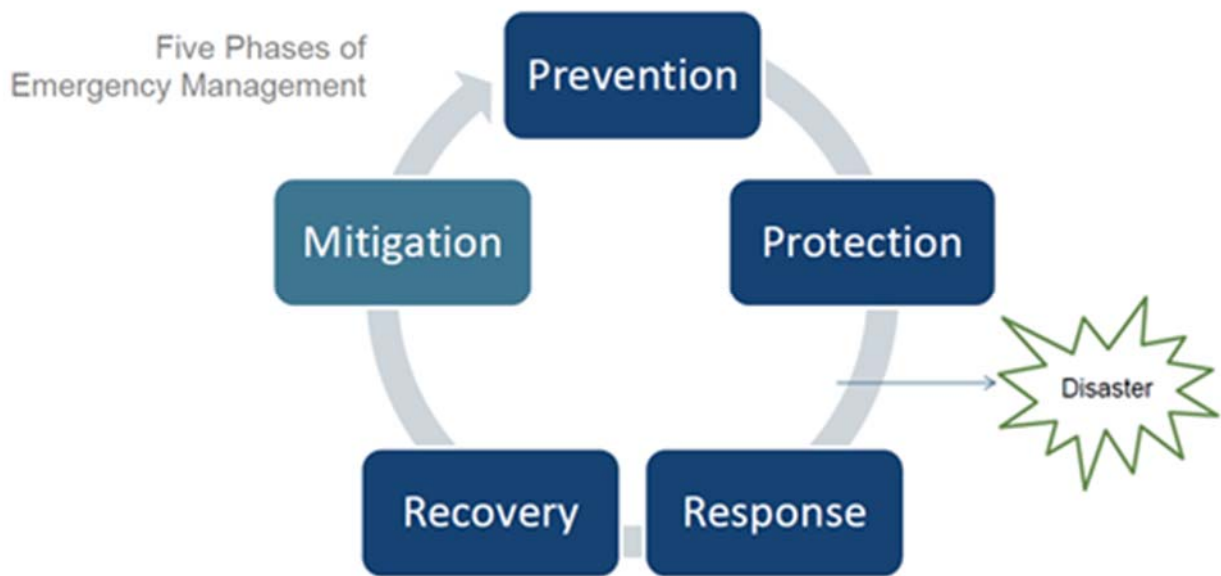 Five Phases of
Emergency Management
Prevention
Mitigation
Protection
Disaster
Recovery
Response